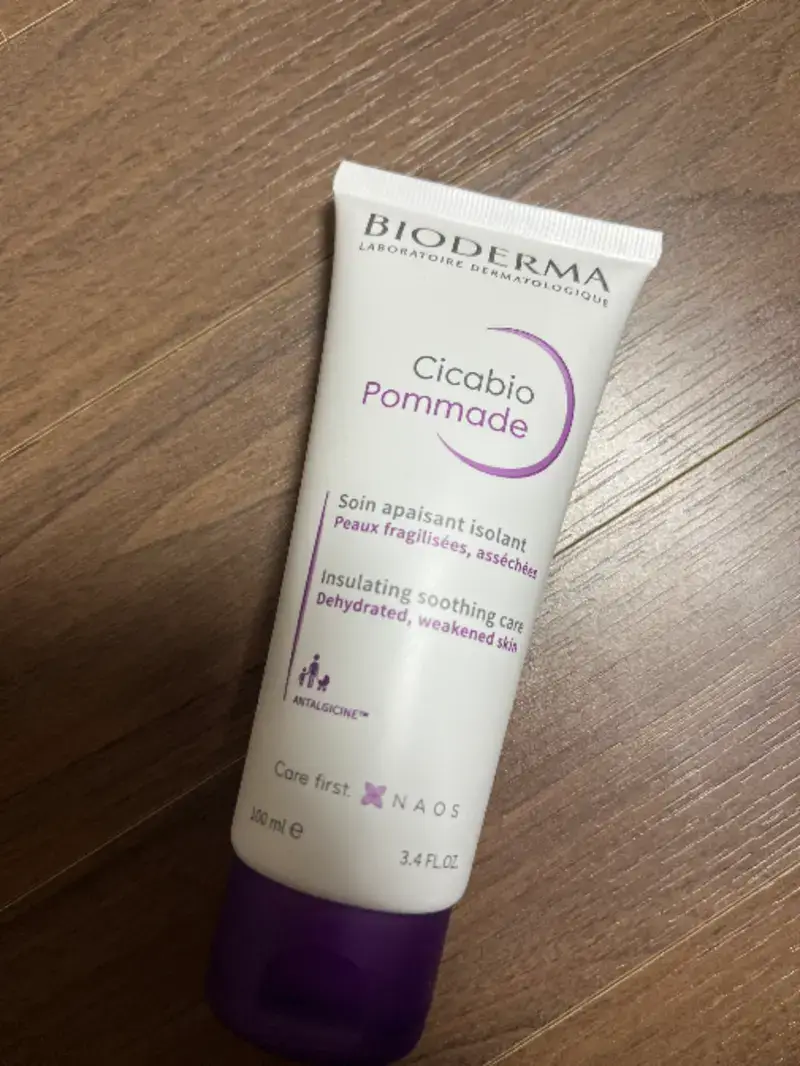 BIODERMA
LABORATOIRE DERMATOLOGIQUE
Cicabio
Pommade
Soin apaisant isolant
Peaux fragilisées, asséchées
Insulating soothing care
Dehydrated, weakened skin
ANTALGICINE™
Care first. NAOS
100 ml ℮
3.4 FL.OZ